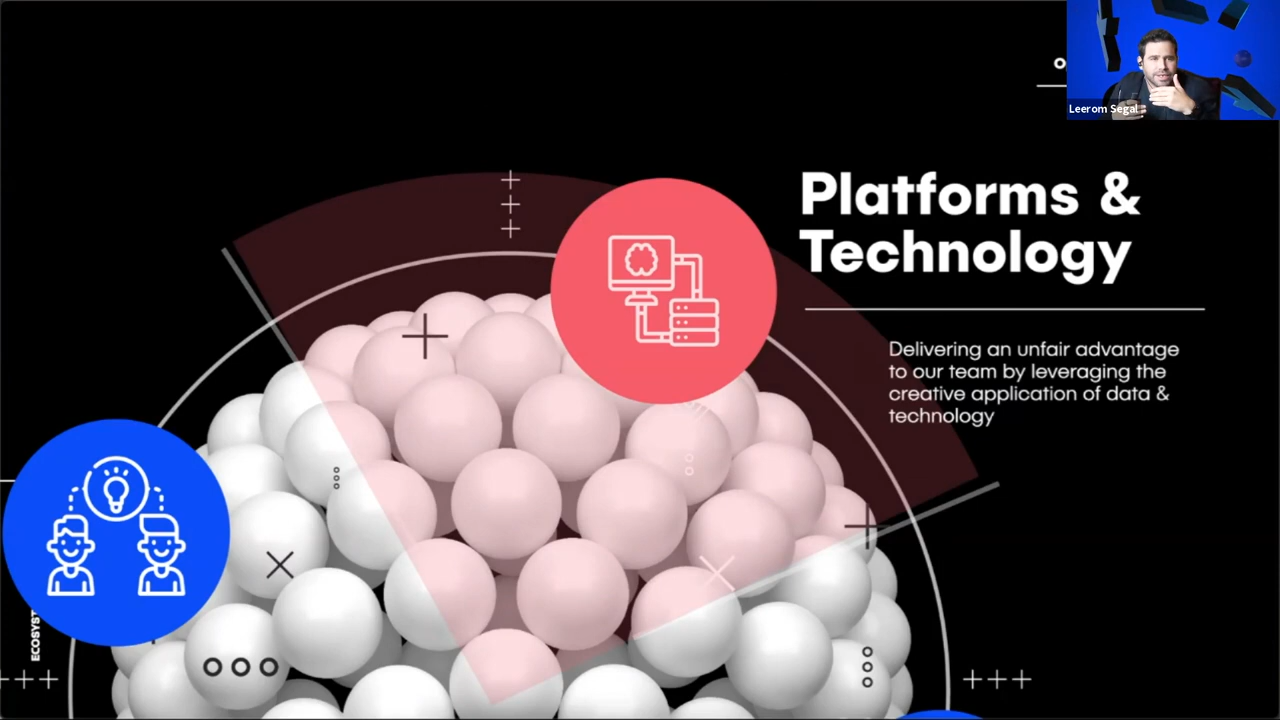 Leerom Segal
Platforms &
Technology
Delivering an unfair advantage
to our team by leveraging the
creative application of data &
technology